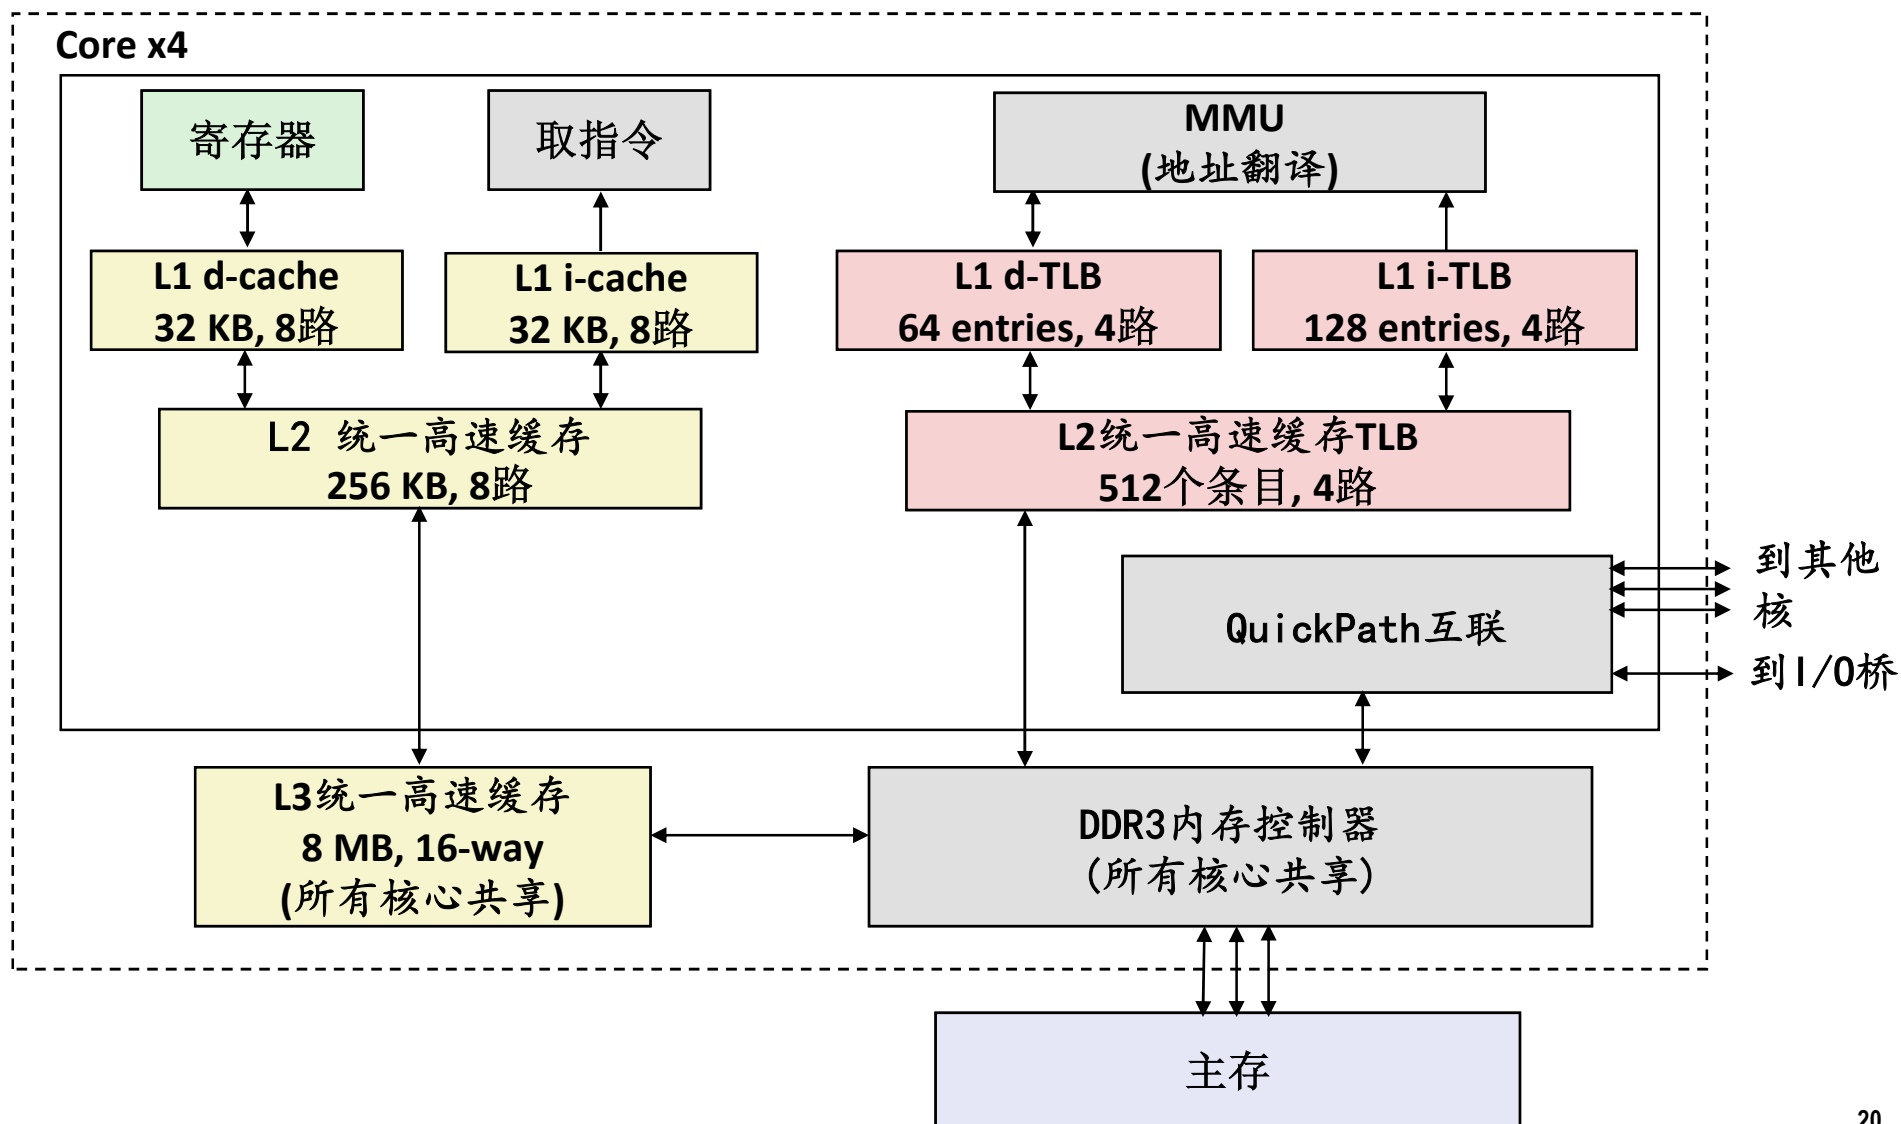 Core x4
寄存器
取指令
MMU
(地址翻译)
L1 d-cache
32 KB, 8路
L1 i-cache
32 KB, 8路
L1 d-TLB
64 entries, 4路
L1 i-TLB
128 entries, 4路
L2 统一高速缓存
256 KB, 8路
L2统一高速缓存TLB
512个条目, 4路
QuickPath互联
到其他
核
到I/O桥
L3统一高速缓存
8 MB, 16-way
(所有核心共享)
DDR3内存控制器
(所有核心共享)
主存
20